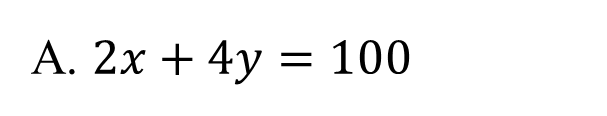 A. 2𝑥 + 4𝑦 = 100